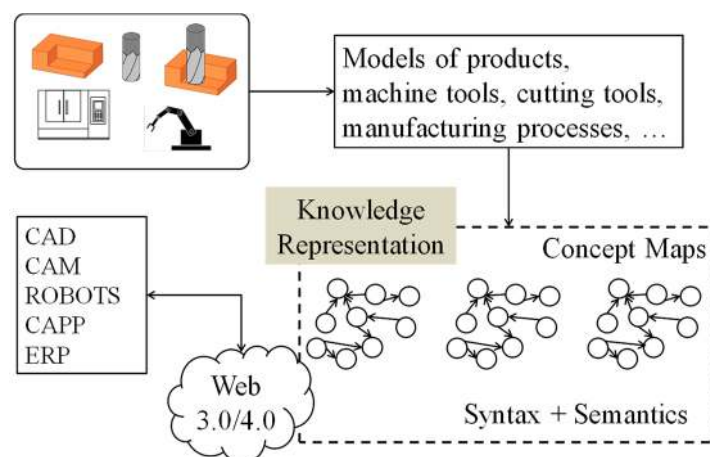 Models of products,
machine tools, cutting tools,
manufacturing processes, …
Knowledge
Representation
Concept Maps
CAD
CAM
ROBOTS
CAPP
ERP
Web
3.0/4.0
Syntax + Semantics